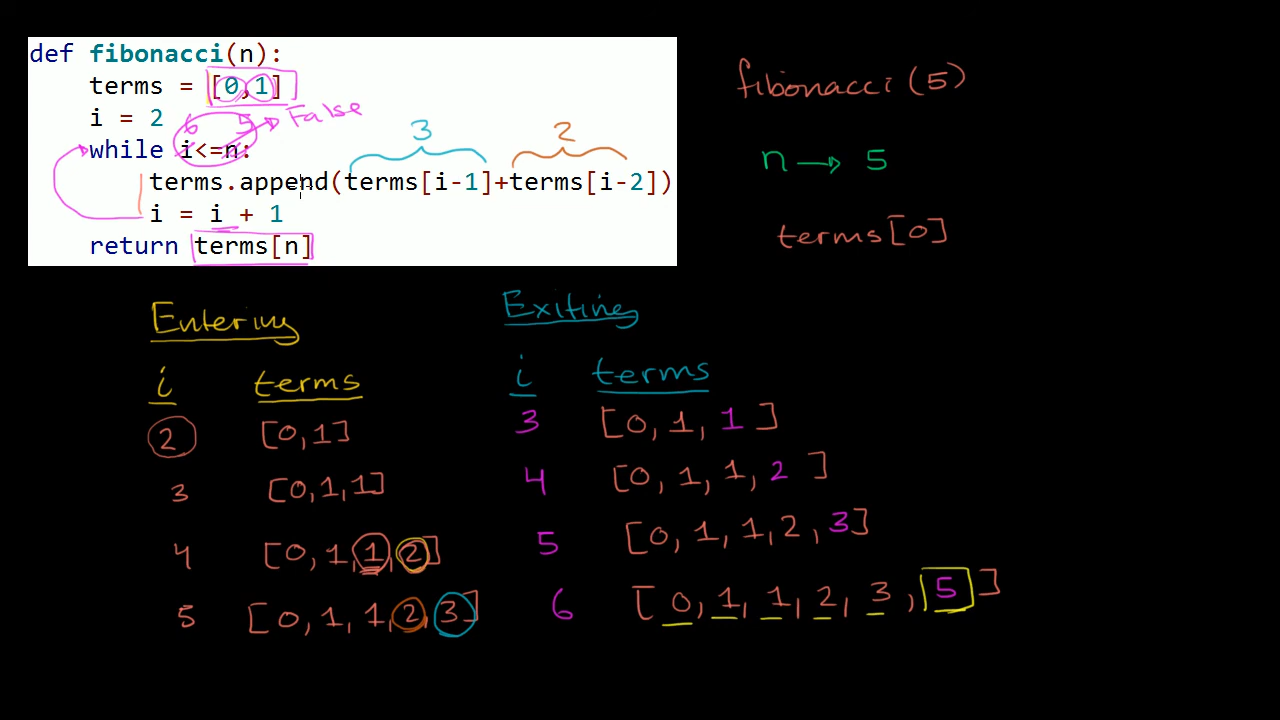 def fibonacci(n):
terms = [0,1]
i = 2
6 5 → False
while i<=n:
3 2
terms.append(terms[i-1]+terms[i-2])
i = i + 1
return terms[n]
fibonacci(5)
n → 5
terms[0]
Entering
i terms
2 [0,1]
3 [0,1,1]
4 [0,1,1,2]
5 [0,1,1,2,3]
Exiting
i terms
3 [0,1,1]
4 [0,1,1,2]
5 [0,1,1,2,3]
6 [0,1,1,2,3,5]